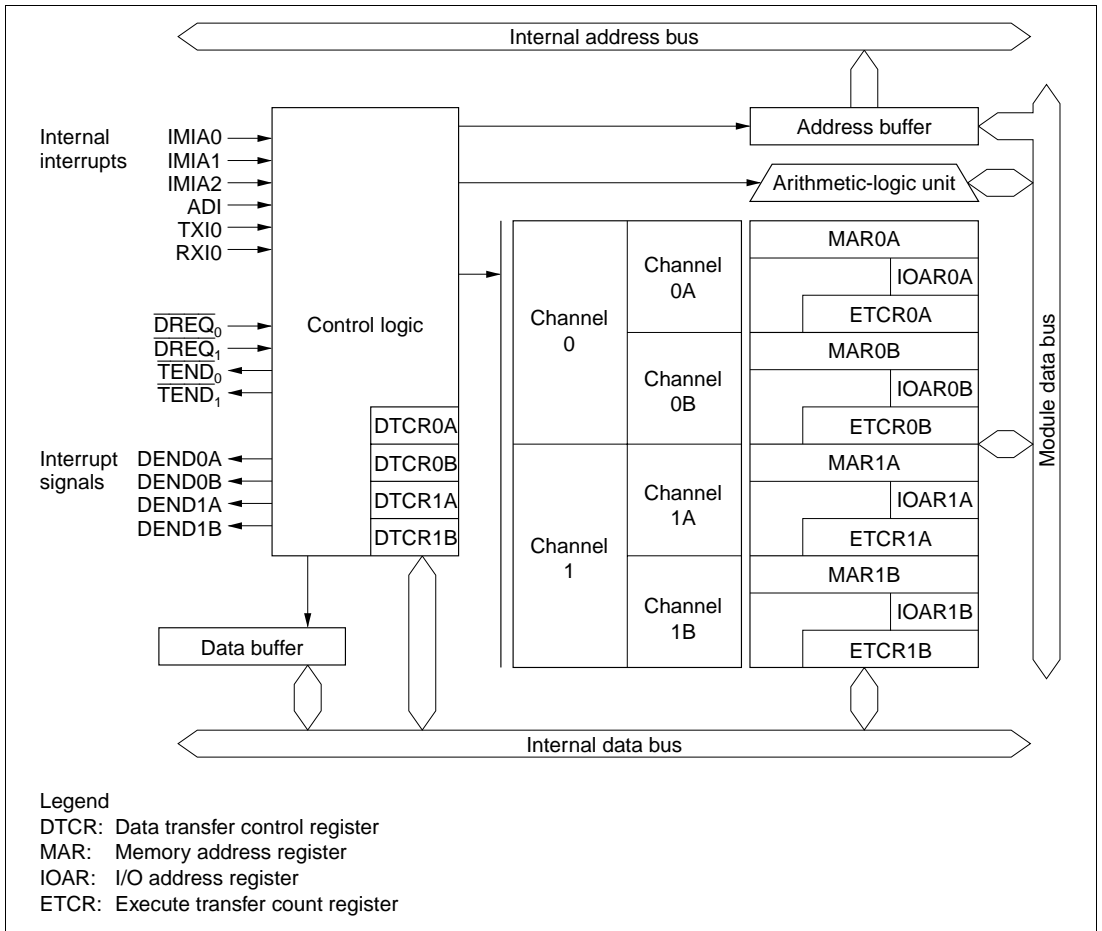 Internal address bus
Internal interrupts
IMIA0
IMIA1
IMIA2
ADI
TXI0
RXI0
DREQ0
DREQ1
TEND0
TEND1
Interrupt signals
DEND0A
DEND0B
DEND1A
DEND1B
Control logic
DTCR0A
DTCR0B
DTCR1A
DTCR1B
Data buffer
Address buffer
Arithmetic-logic unit
Channel 0
Channel 0A
Channel 0B
Channel 1
Channel 1A
Channel 1B
MAR0A
IOAR0A
ETCR0A
MAR0B
IOAR0B
ETCR0B
MAR1A
IOAR1A
ETCR1A
MAR1B
IOAR1B
ETCR1B
Module data bus
Internal data bus
Legend
DTCR: Data transfer control register
MAR: Memory address register
IOAR: I/O address register
ETCR: Execute transfer count register